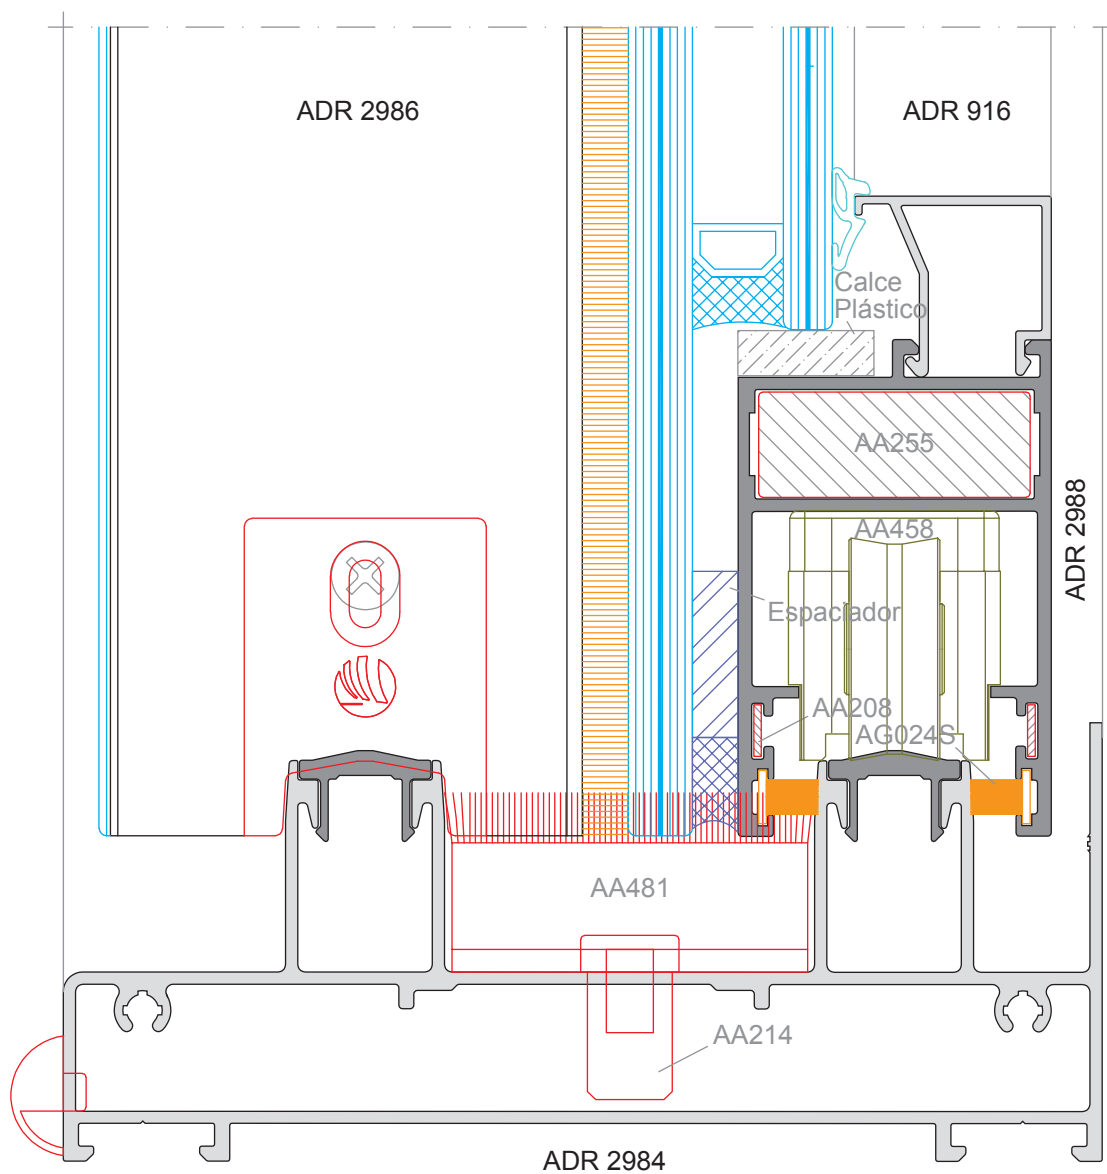 ADR 2986
ADR 916
Calce
Plástico
AA255
AA458
ADR 2988
Espaciador
AA208
AG024S
AA481
AA214
ADR 2984